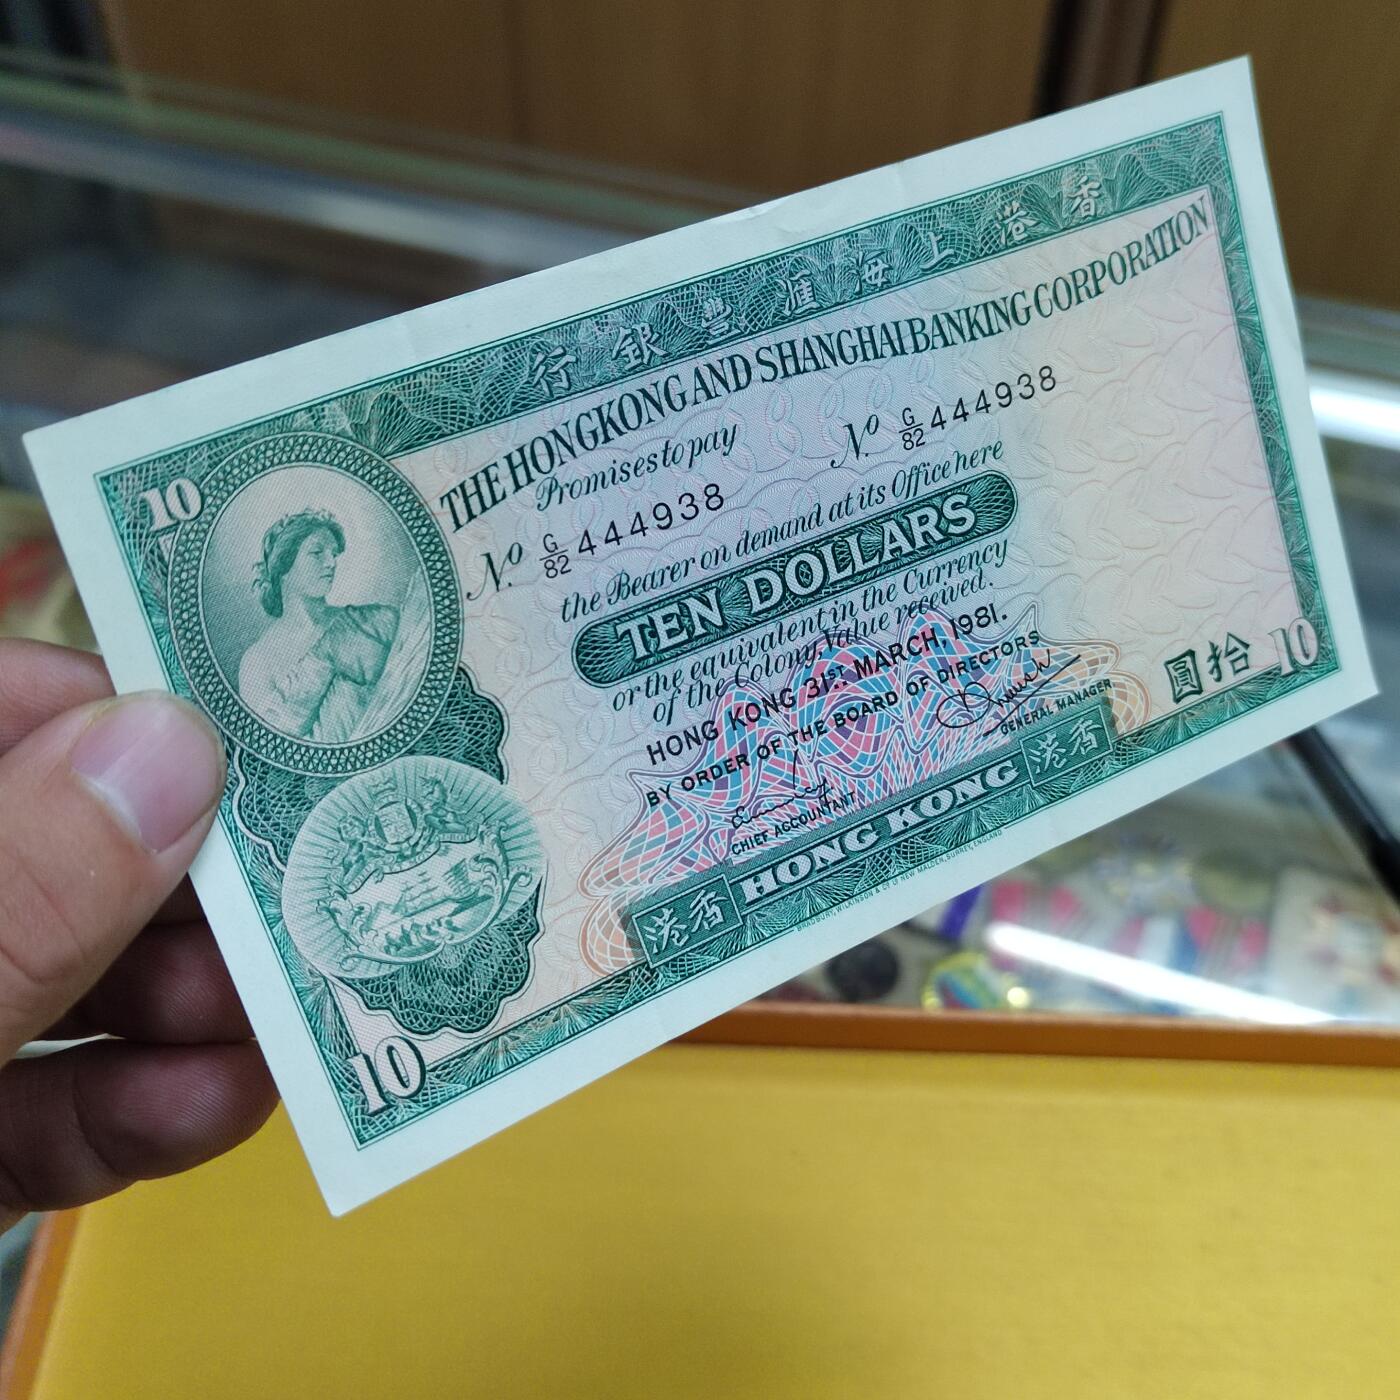 香港上海滙豐銀行
THE HONGKONG AND SHANGHAI BANKING CORPORATION
10
Promises to pay
Nº G/82 444938
Nº G/82 444938
the Bearer on demand at its Office here
TEN DOLLARS
or the equivalent in the Currency
of the Colony, Value received.
HONG KONG 31ST MARCH, 1981.
BY ORDER OF THE BOARD OF DIRECTORS
GENERAL MANAGER
CHIEF ACCOUNTANT
拾圓
10
香港
HONG KONG
香港
10
BRADBURY, WILKINSON & Cº Lº NEW MALDEN, SURREY, ENGLAND